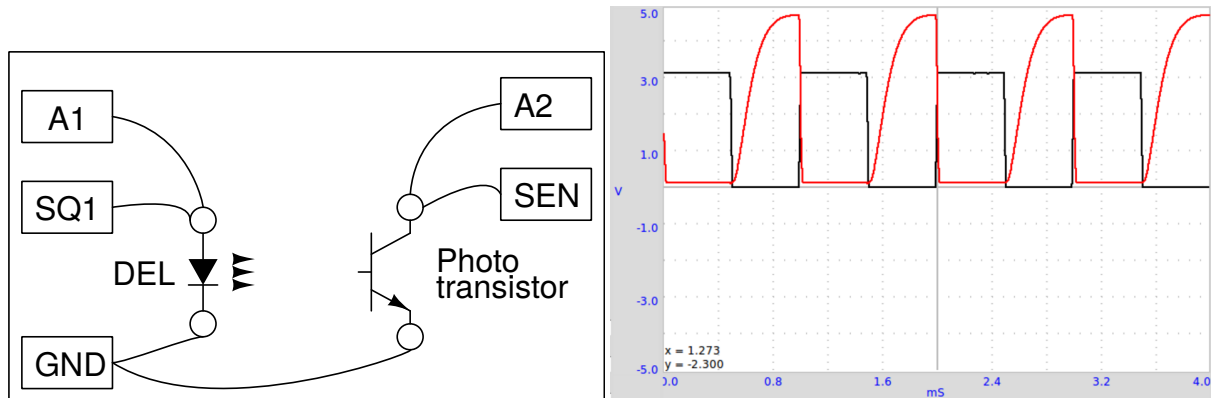 A1
A2
SQ1
SEN
DEL
Photo
transistor
GND
5.0
3.0
1.0
V
-1.0
-3.0
-5.0
x = 1.273
y = -2.300
0.0
0.8
1.6
2.4
3.2
4.0
mS